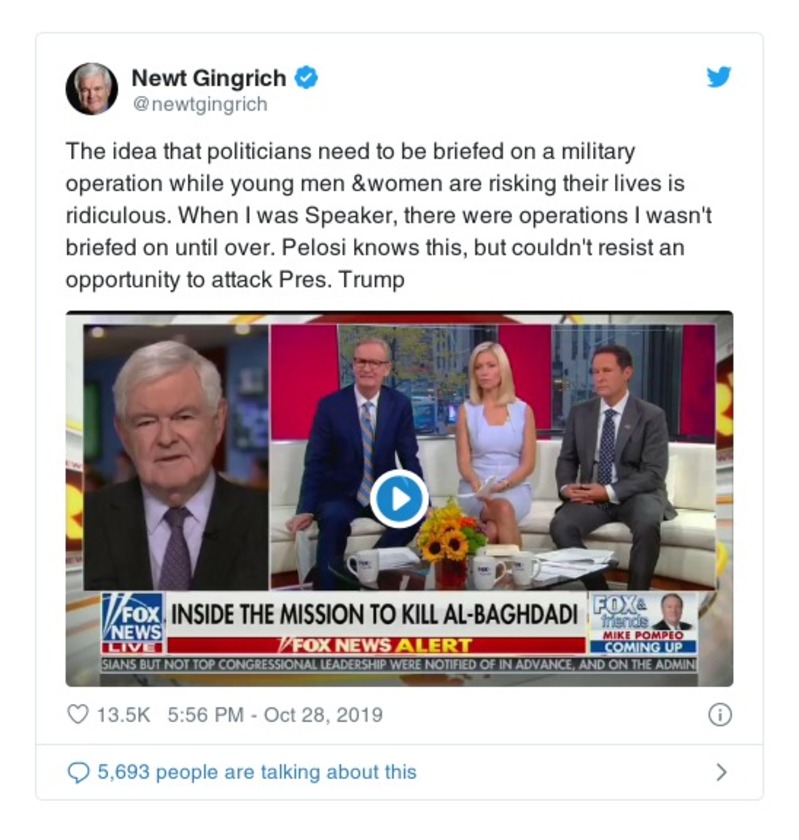 Newt Gingrich
@newtgingrich
The idea that politicians need to be briefed on a military
operation while young men &women are risking their lives is
ridiculous. When I was Speaker, there were operations I wasn't
briefed on until over. Pelosi knows this, but couldn't resist an
opportunity to attack Pres. Trump
FOX
NEWS
LIVE
INSIDE THE MISSION TO KILL AL-BAGHDADI
FOX NEWS ALERT
FOX&
friends
MIKE POMPEO
COMING UP
SIANS BUT NOT TOP CONGRESSIONAL LEADERSHIP WERE NOTIFIED OF IN ADVANCE, AND ON THE ADMIN
13.5K 5:56 PM - Oct 28, 2019
5,693 people are talking about this